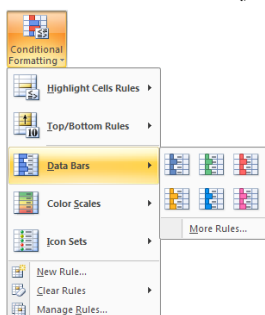 Conditional
Formatting
Highlight Cells Rules
Top/Bottom Rules
10
Data Bars
Color Scales
Icon Sets
More Rules...
New Rule...
Clear Rules
Manage Rules...